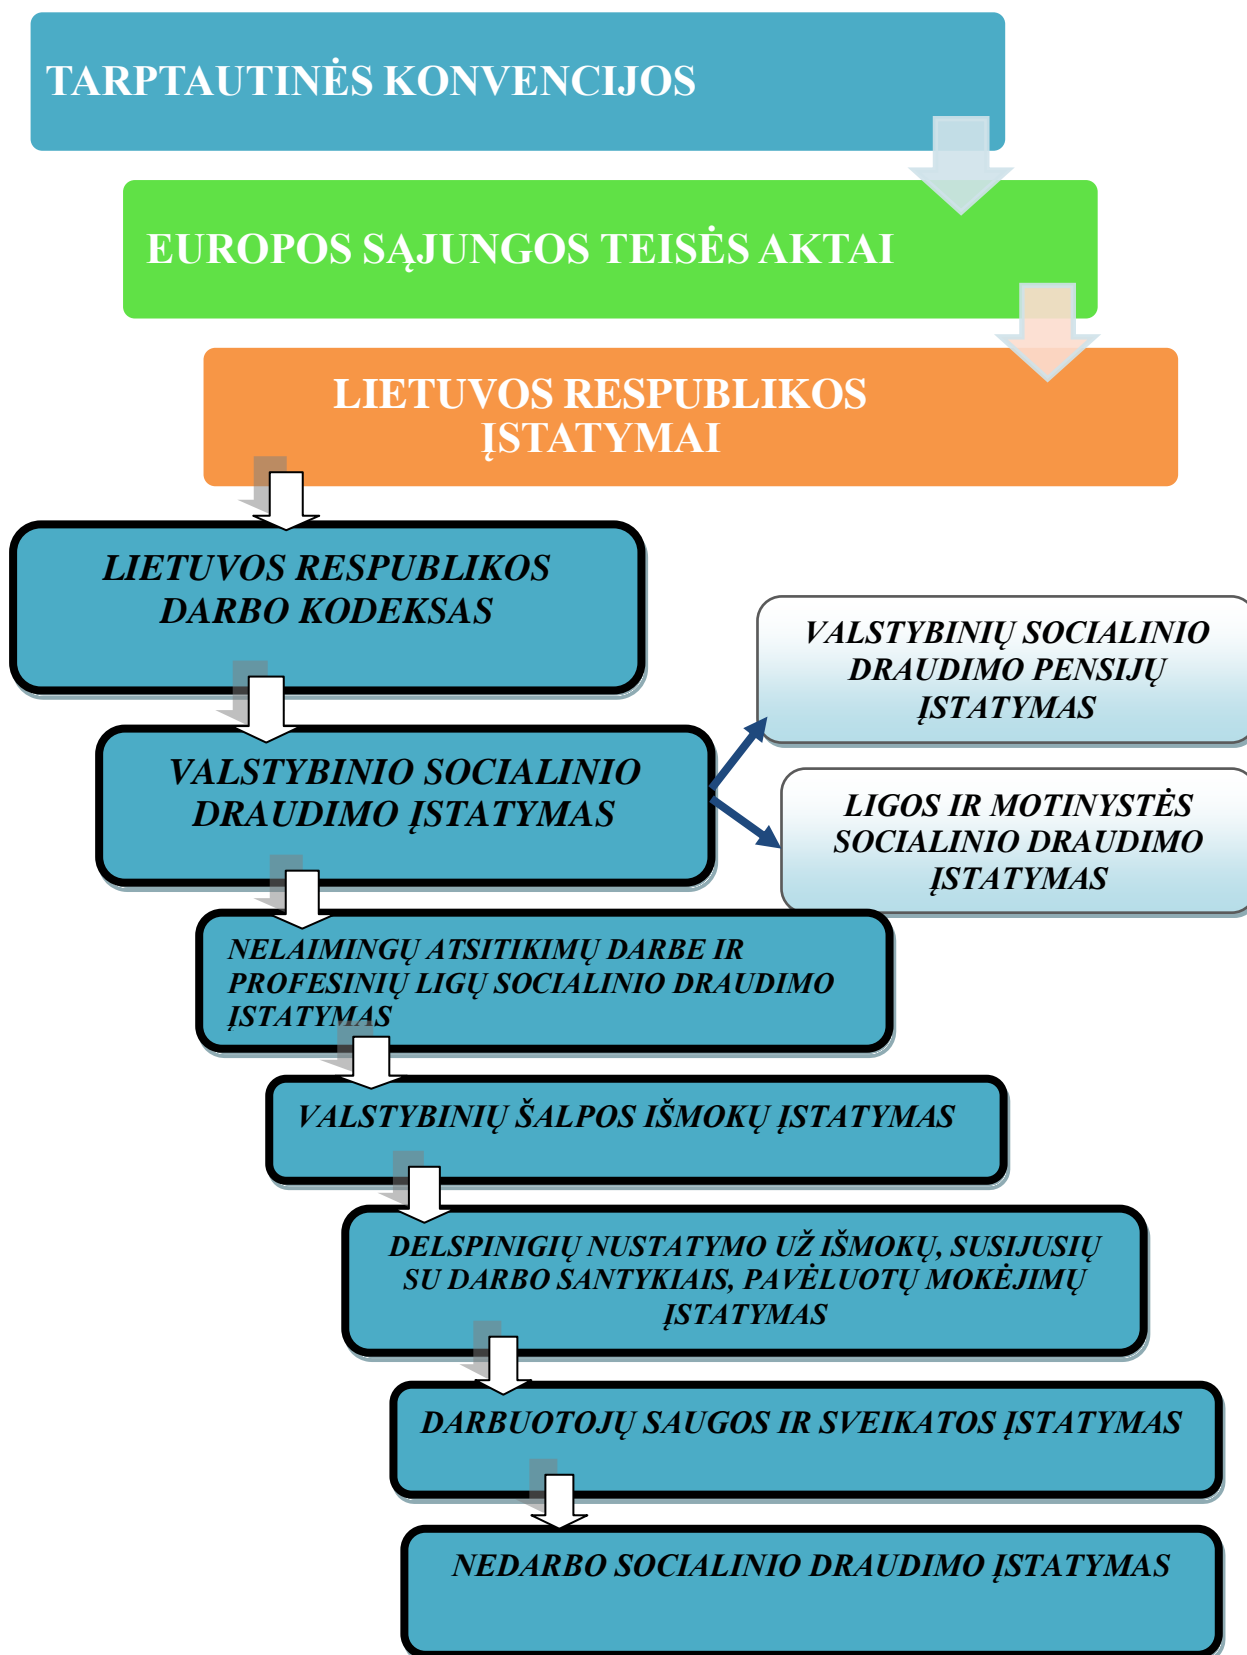 TARPTAUTINĖS KONVENCIJOS
EUROPOS SĄJUNGOS TEISĖS AKTAI
LIETUVOS RESPUBLIKOS
ĮSTATYMAI
LIETUVOS RESPUBLIKOS
DARBO KODEKSAS
VALSTYBINIŲ SOCIALINIO
DRAUDIMO PENSIJŲ
ĮSTATYMAS
VALSTYBINIO SOCIALINIO
DRAUDIMO ĮSTATYMAS
LIGOS IR MOTINYSTĖS
SOCIALINIO DRAUDIMO
ĮSTATYMAS
NELAIMINGŲ ATSITIKIMŲ DARBE IR
PROFESINIŲ LIGŲ SOCIALINIO DRAUDIMO
ĮSTATYMAS
VALSTYBINIŲ ŠALPOS IŠMOKŲ ĮSTATYMAS
DELSPINIGIŲ NUSTATYMO UŽ IŠMOKŲ, SUSIJUSIŲ
SU DARBO SANTYKIAIS, PAVĖLUOTŲ MOKĖJIMŲ
ĮSTATYMAS
DARBUOTOJŲ SAUGOS IR SVEIKATOS ĮSTATYMAS
NEDARBO SOCIALINIO DRAUDIMO ĮSTATYMAS